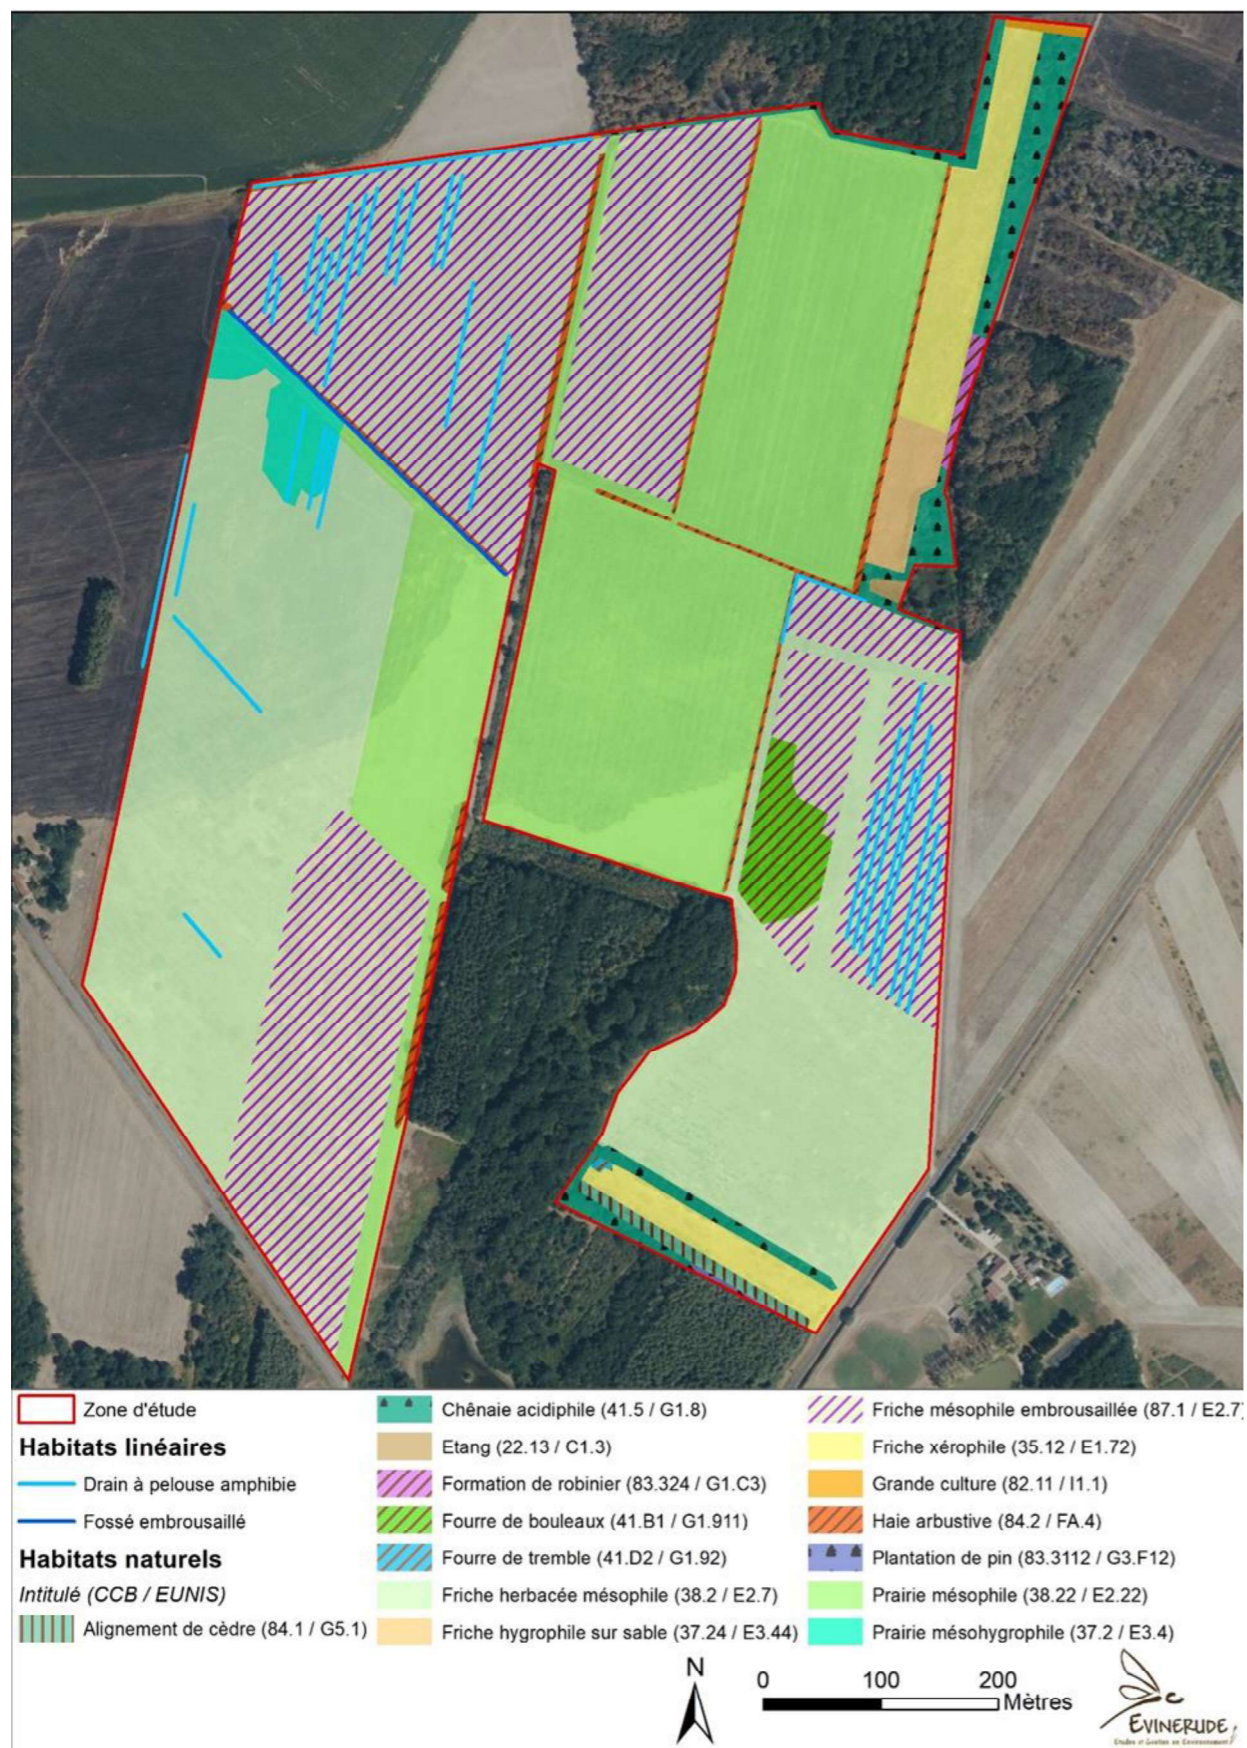 Zone d'étude
Habitats linéaires
Drain à pelouse amphibie
Fossé embrousaillé
Habitats naturels
Intitulé (CCB / EUNIS)
Alignement de cèdre (84.1 / G5.1)
Chênaie acidiphile (41.5 / G1.8)
Etang (22.13 / C1.3)
Formation de robinier (83.324 / G1.C3)
Fourre de bouleaux (41.B1 / G1.911)
Fourre de tremble (41.D2 / G1.92)
Friche herbacée mésophile (38.2 / E2.7)
Friche hygrophile sur sable (37.24 / E3.44)
Friche mésophile embrousaillée (87.1 / E2.7)
Friche xérophile (35.12 / E1.72)
Grande culture (82.11 / I1.1)
Haie arbustive (84.2 / FA.4)
Plantation de pin (83.3112 / G3.F12)
Prairie mésophile (38.22 / E2.22)
Prairie mésohygrophile (37.2 / E3.4)
N
0 100 200
Mètres
EVINERUDE
Etudes et Gestion en Environnement